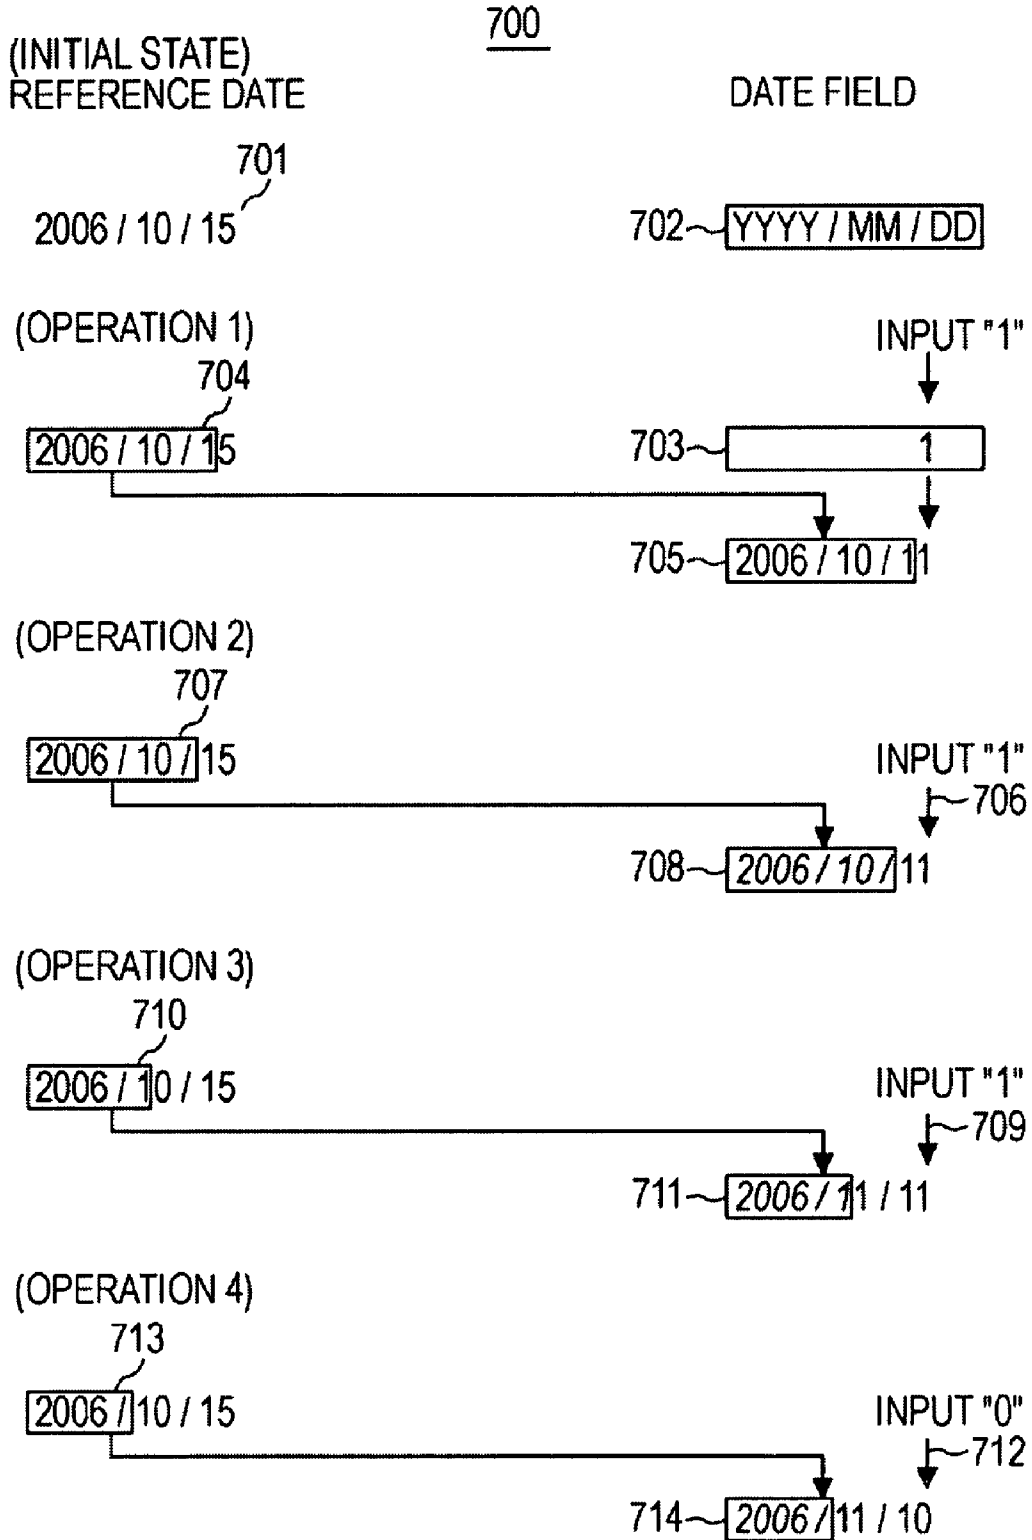 700
(INITIAL STATE)
REFERENCE DATE
DATE FIELD
701
2006 / 10 / 15
702
YYYY / MM / DD
(OPERATION 1)
INPUT "1"
704
2006 / 10 / 15
703
1
705
2006 / 10 / 11
(OPERATION 2)
707
2006 / 10 / 15
INPUT "1"
706
708
2006 / 10 / 11
(OPERATION 3)
710
2006 / 10 / 15
INPUT "1"
709
711
2006 / 11 / 11
(OPERATION 4)
713
2006 / 10 / 15
INPUT "0"
712
714
2006 / 11 / 10